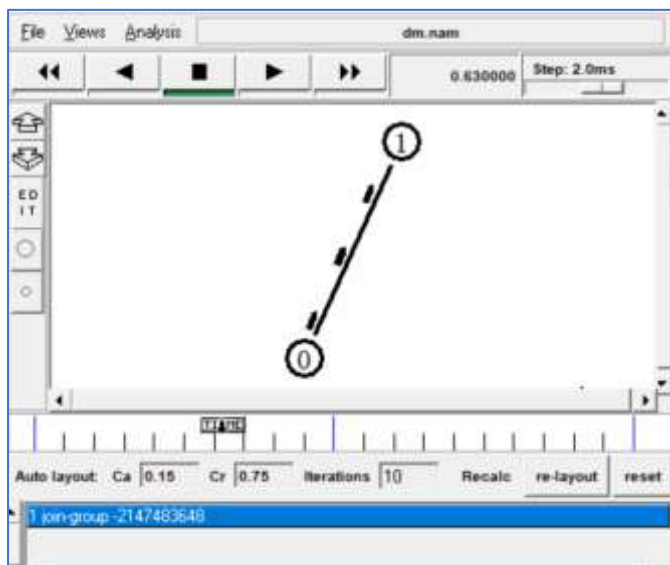 File Views Analysis dm.nam
0.630000 Step: 2.0ms
1
ED
IT
0
TIME
Auto layout: Ca 0.15 Cr 0.75 Iterations 10 Recalc re-layout reset
1 join-group -2147483648